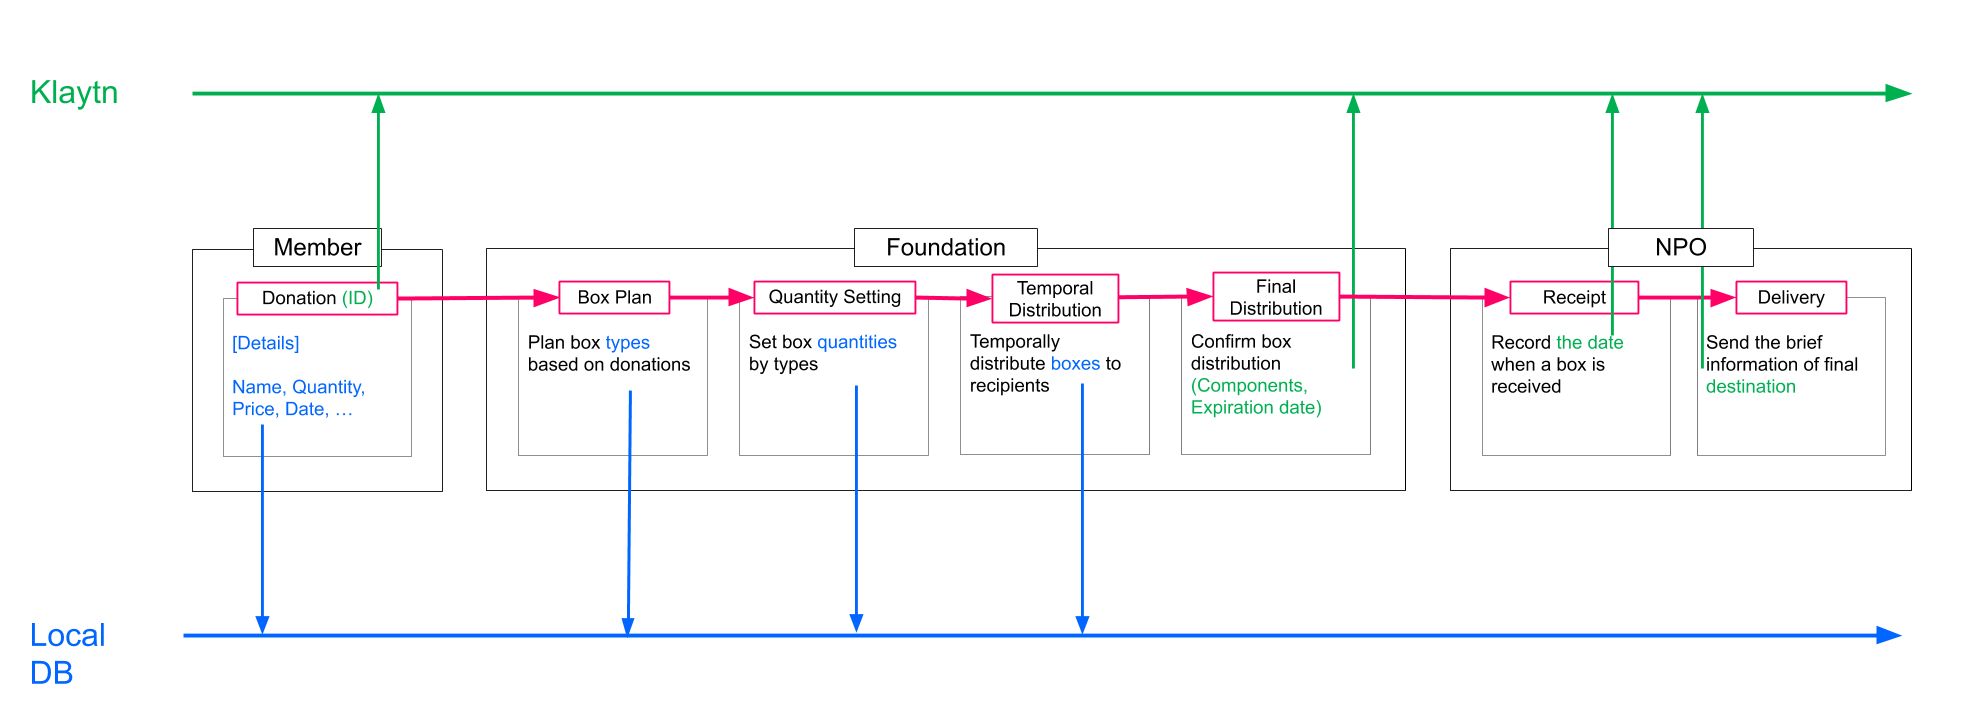 Klaytn
Member
Donation (ID)
[Details]
Name, Quantity,
Price, Date, ...
Foundation
Box Plan
Plan box types
based on donations
Quantity Setting
Set box quantities
by types
Temporal
Distribution
Temporally
distribute boxes to
recipients
Final
Distribution
Confirm box
distribution
(Components,
Expiration date)
NPO
Receipt
Record the date
when a box is
received
Delivery
Send the brief
information of final
destination
Local
DB